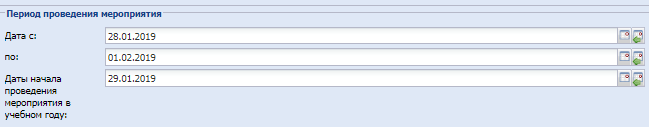 Период проведения мероприятия
Дата с: 28.01.2019
по: 01.02.2019
Даты начала 29.01.2019
проведения
мероприятия в
учебном году: